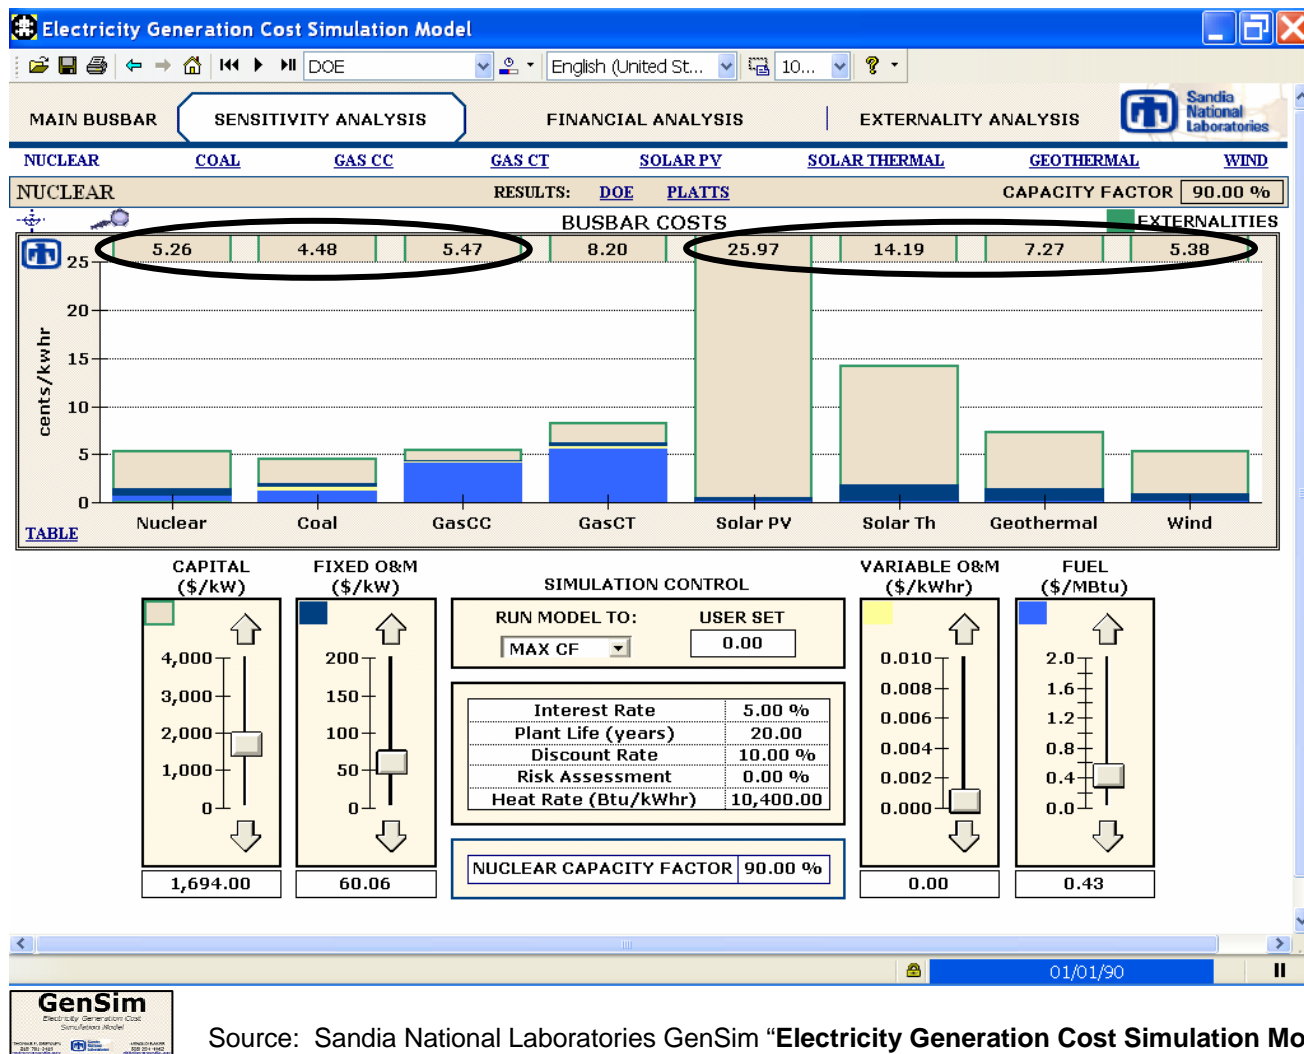 Electricity Generation Cost Simulation Model
DOE English (United St... 10...
MAIN BUSBAR SENSITIVITY ANALYSIS FINANCIAL ANALYSIS EXTERNALITY ANALYSIS
Sandia
National
Laboratories
NUCLEAR COAL GAS CC GAS CT SOLAR PV SOLAR THERMAL GEOTHERMAL WIND
NUCLEAR RESULTS: DOE PLATTS CAPACITY FACTOR 90.00 %
BUSBAR COSTS EXTERNALITIES
5.26 4.48 5.47 8.20 25.97 14.19 7.27 5.38
25
20
15
10
5
0
cents/kwhr
Nuclear Coal GasCC GasCT Solar PV Solar Th Geothermal Wind
TABLE
CAPITAL
($/kW)
4,000
3,000
2,000
1,000
0
1,694.00
FIXED O&M
($/kW)
200
150
100
50
0
60.06
SIMULATION CONTROL
RUN MODEL TO: USER SET
MAX CF 0.00
Interest Rate 5.00 %
Plant Life (years) 20.00
Discount Rate 10.00 %
Risk Assessment 0.00 %
Heat Rate (Btu/kWhr) 10,400.00
NUCLEAR CAPACITY FACTOR 90.00 %
VARIABLE O&M
($/kWhr)
0.010
0.008
0.006
0.004
0.002
0.000
0.00
FUEL
($/MBtu)
2.0
1.6
1.2
0.8
0.4
0.0
0.43
01/01/90
GenSim
Electricity Generation Cost
Simulation Model
Source: Sandia National Laboratories GenSim “Electricity Generation Cost Simulation Mo